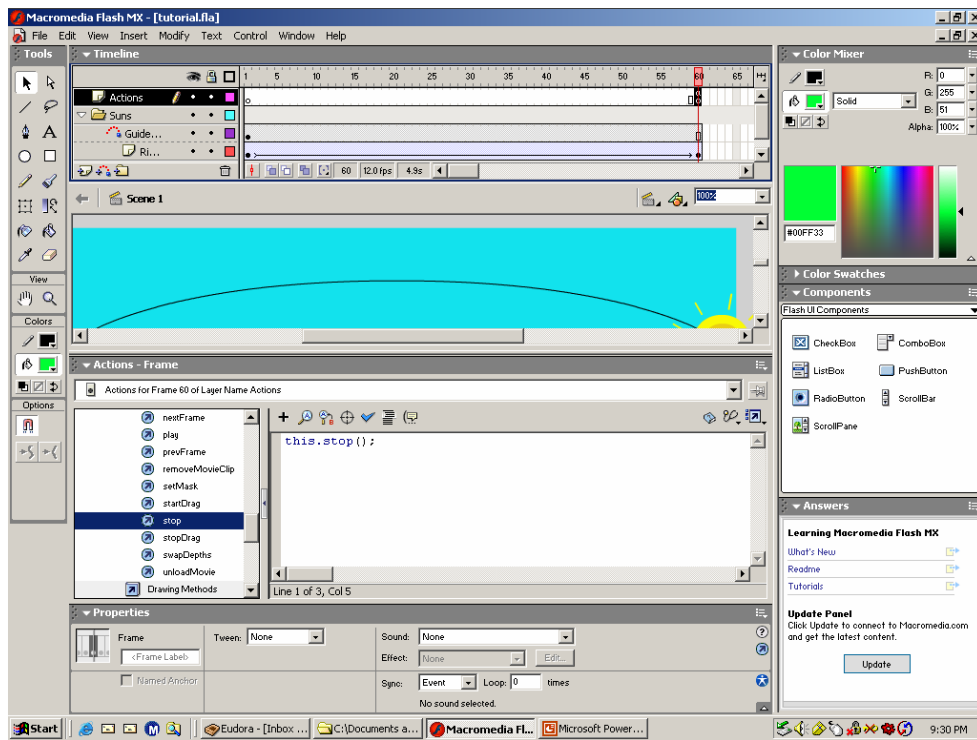 Macromedia Flash MX - [tutorial.fla]
File Edit View Insert Modify Text Control Window Help
Tools
Timeline
1 5 10 15 20 25 30 35 40 45 50 55 60 65
Actions
Suns
Guide...
Ri...
60 12.0 fps 4.9s
Scene 1
100%
View
Colors
Options
Actions - Frame
Actions for Frame 60 of Layer Name Actions
nextFrame
play
prevFrame
removeMovieClip
setMask
startDrag
stop
stopDrag
swapDepths
unloadMovie
Drawing Methods
this.stop();
Line 1 of 3, Col 5
Properties
Frame
<Frame Label>
Named Anchor
Tween: None
Sound: None
Effect: None Edit...
Sync: Event Loop: 0 times
No sound selected.
Color Mixer
R: 0
Solid G: 255
B: 51
Alpha: 100%
#00FF33
Color Swatches
Components
Flash UI Components
CheckBox ComboBox
ListBox PushButton
RadioButton ScrollBar
ScrollPane
Answers
Learning Macromedia Flash MX
What's New
Readme
Tutorials
Update Panel
Click Update to connect to Macromedia.com
and get the latest content.
Update
Start Eudora - [Inbox ... C:\Documents a... Macromedia Fl... Microsoft Power... 9:30 PM